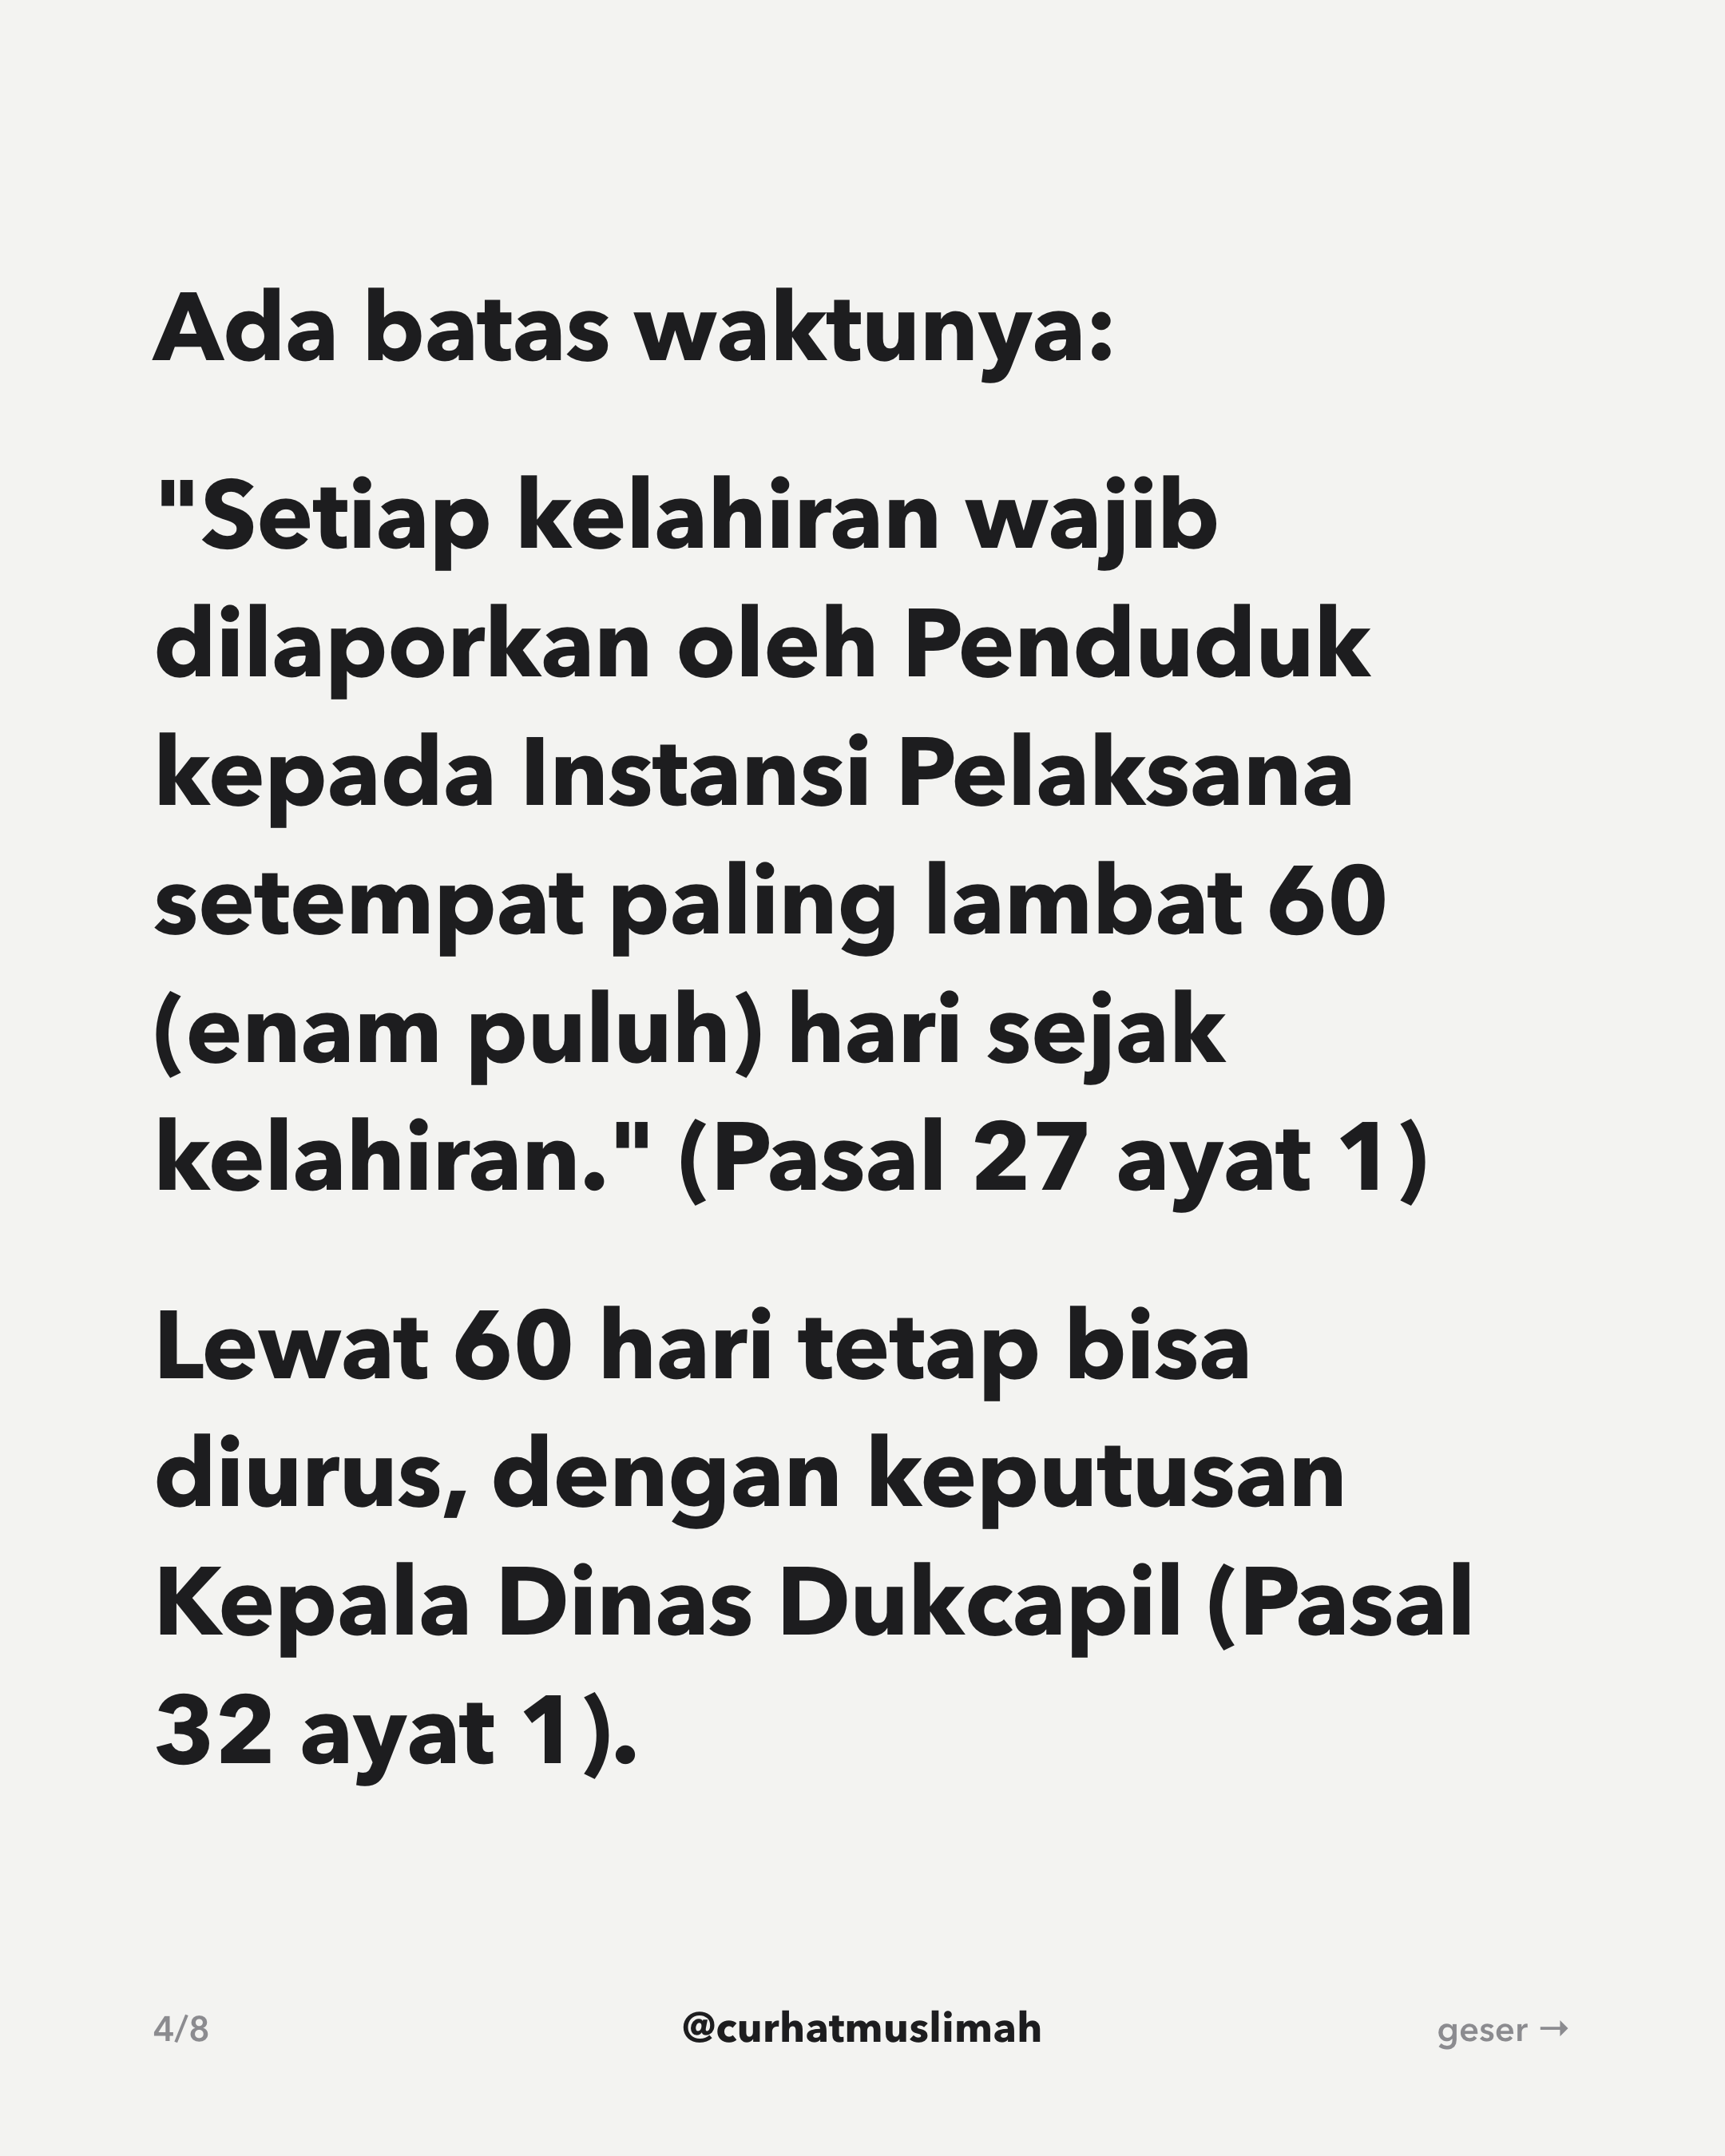 Ada batas waktunya:
"Setiap kelahiran wajib
dilaporkan oleh Penduduk
kepada Instansi Pelaksana
setempat paling lambat 60
(enam puluh) hari sejak
kelahiran." (Pasal 27 ayat 1)
Lewat 60 hari tetap bisa
diurus, dengan keputusan
Kepala Dinas Dukcapil (Pasal
32 ayat 1).
4/8
@curhatmuslimah
geser →